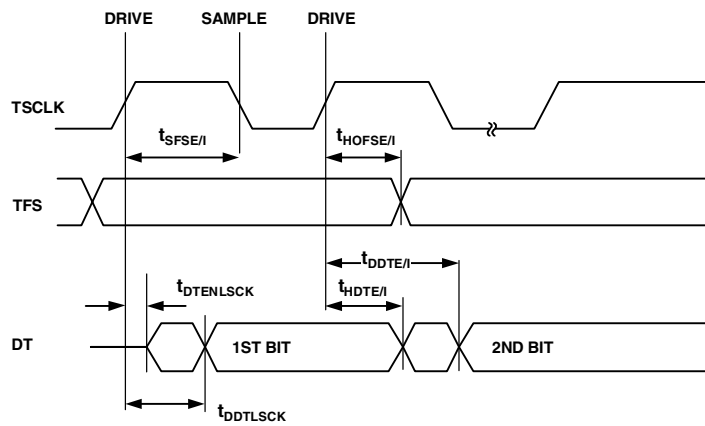 DRIVE SAMPLE DRIVE
TSCLK
tSFSE/I tHOFSE/I
TFS
tDDTE/I
tDTENLSCK tHDTE/I
DT 1ST BIT 2ND BIT
tDDTLSCK